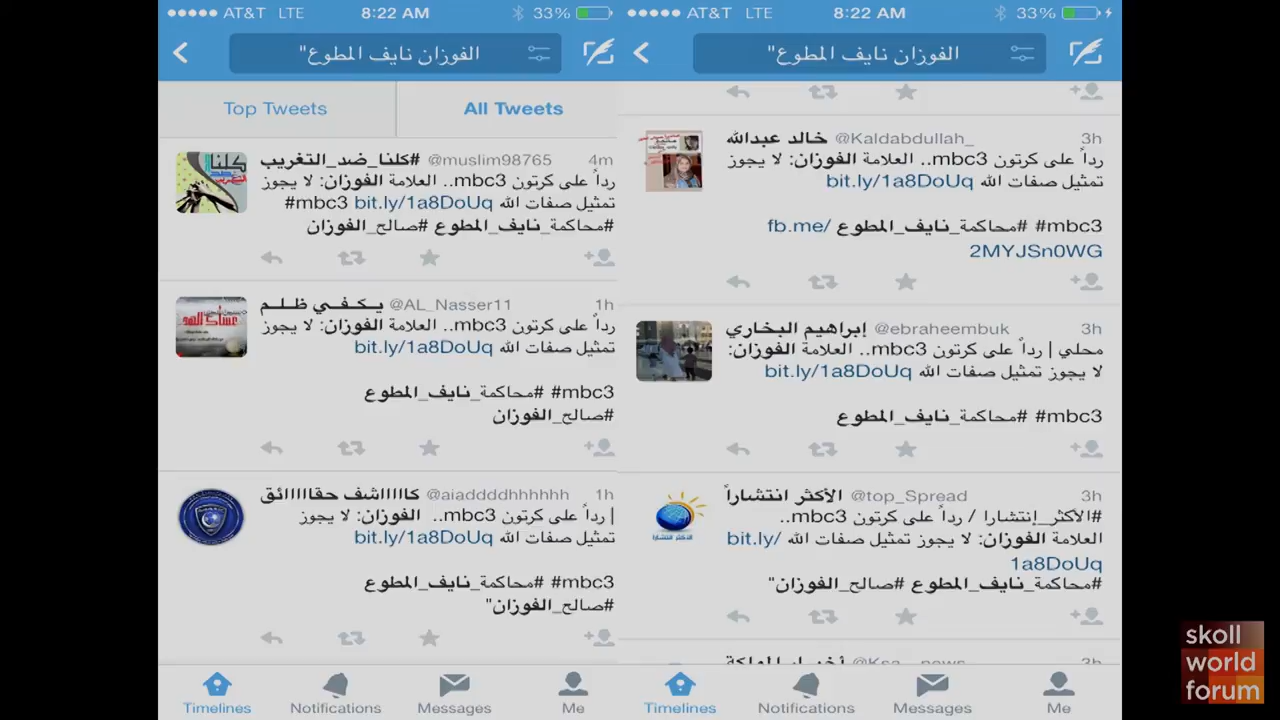 AT&T LTE 8:22 AM 33%
الفوزان نايف المطوع"
Top Tweets All Tweets
#كلنا_ضد_التغريب @muslim98765 4m
رداً على كرتون mbc3.. العلامة الفوزان: لا يجوز
تمثيل صفات الله bit.ly/1a8DoUq #mbc3
#محاكمة_نايف_المطوع #صالح_الفوزان
يـكـفـي ظـلـم @AL_Nasser11 1h
رداً على كرتون mbc3.. العلامة الفوزان: لا يجوز
تمثيل صفات الله bit.ly/1a8DoUq
#mbc3 #محاكمة_نايف_المطوع
#صالح_الفوزان
كاااااشف حقاااااائق @aiaddddhhhhhh 1h
| رداً على كرتون mbc3.. الفوزان: لا يجوز
تمثيل صفات الله bit.ly/1a8DoUq
#mbc3 #محاكمة_نايف_المطوع
#صالح_الفوزان"
Timelines Notifications Messages Me
AT&T LTE 8:22 AM 33%
الفوزان نايف المطوع"
خالد عبدالله @Kaldabdullah_ 3h
رداً على كرتون mbc3.. العلامة الفوزان: لا يجوز
تمثيل صفات الله bit.ly/1a8DoUq
#mbc3 #محاكمة_نايف_المطوع fb.me/
2MYJSn0WG
إبراهيم البخاري @ebraheembuk 3h
محلي | رداً على كرتون mbc3.. العلامة الفوزان:
لا يجوز تمثيل صفات الله bit.ly/1a8DoUq
#mbc3 #محاكمة_نايف_المطوع
الأكثر انتشاراً @top_Spread 3h
#الأكثر_إنتشارا / رداً على كرتون mbc3..
العلامة الفوزان: لا يجوز تمثيل صفات الله bit.ly/
1a8DoUq
#محاكمة_نايف_المطوع #صالح_الفوزان"
أخبـار المملكة @Ksa_news 3h
Timelines Notifications Messages Me
skoll
world
forum